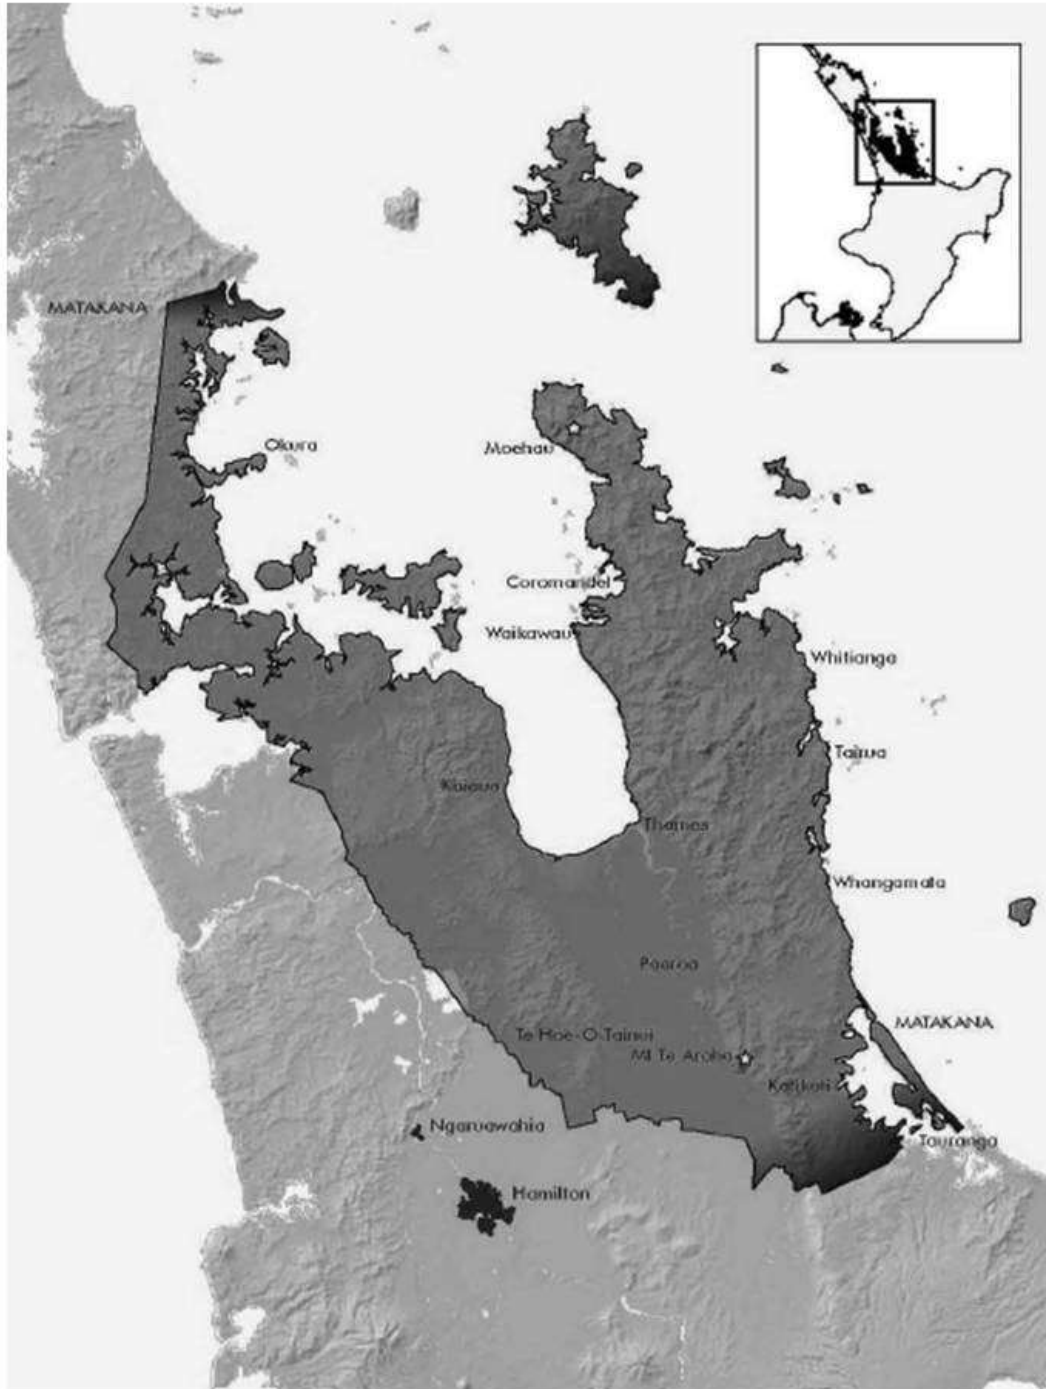 MATAKANA
Okura
Moehau
Coromandel
Waikawau
Whitianga
Tairua
Kaiaua
Thames
Whangamata
Paeroa
MATAKANA
Te Hoe-O-Tainui
Mt Te Aroha
Katikati
Ngaruawahia
Tauranga
Hamilton